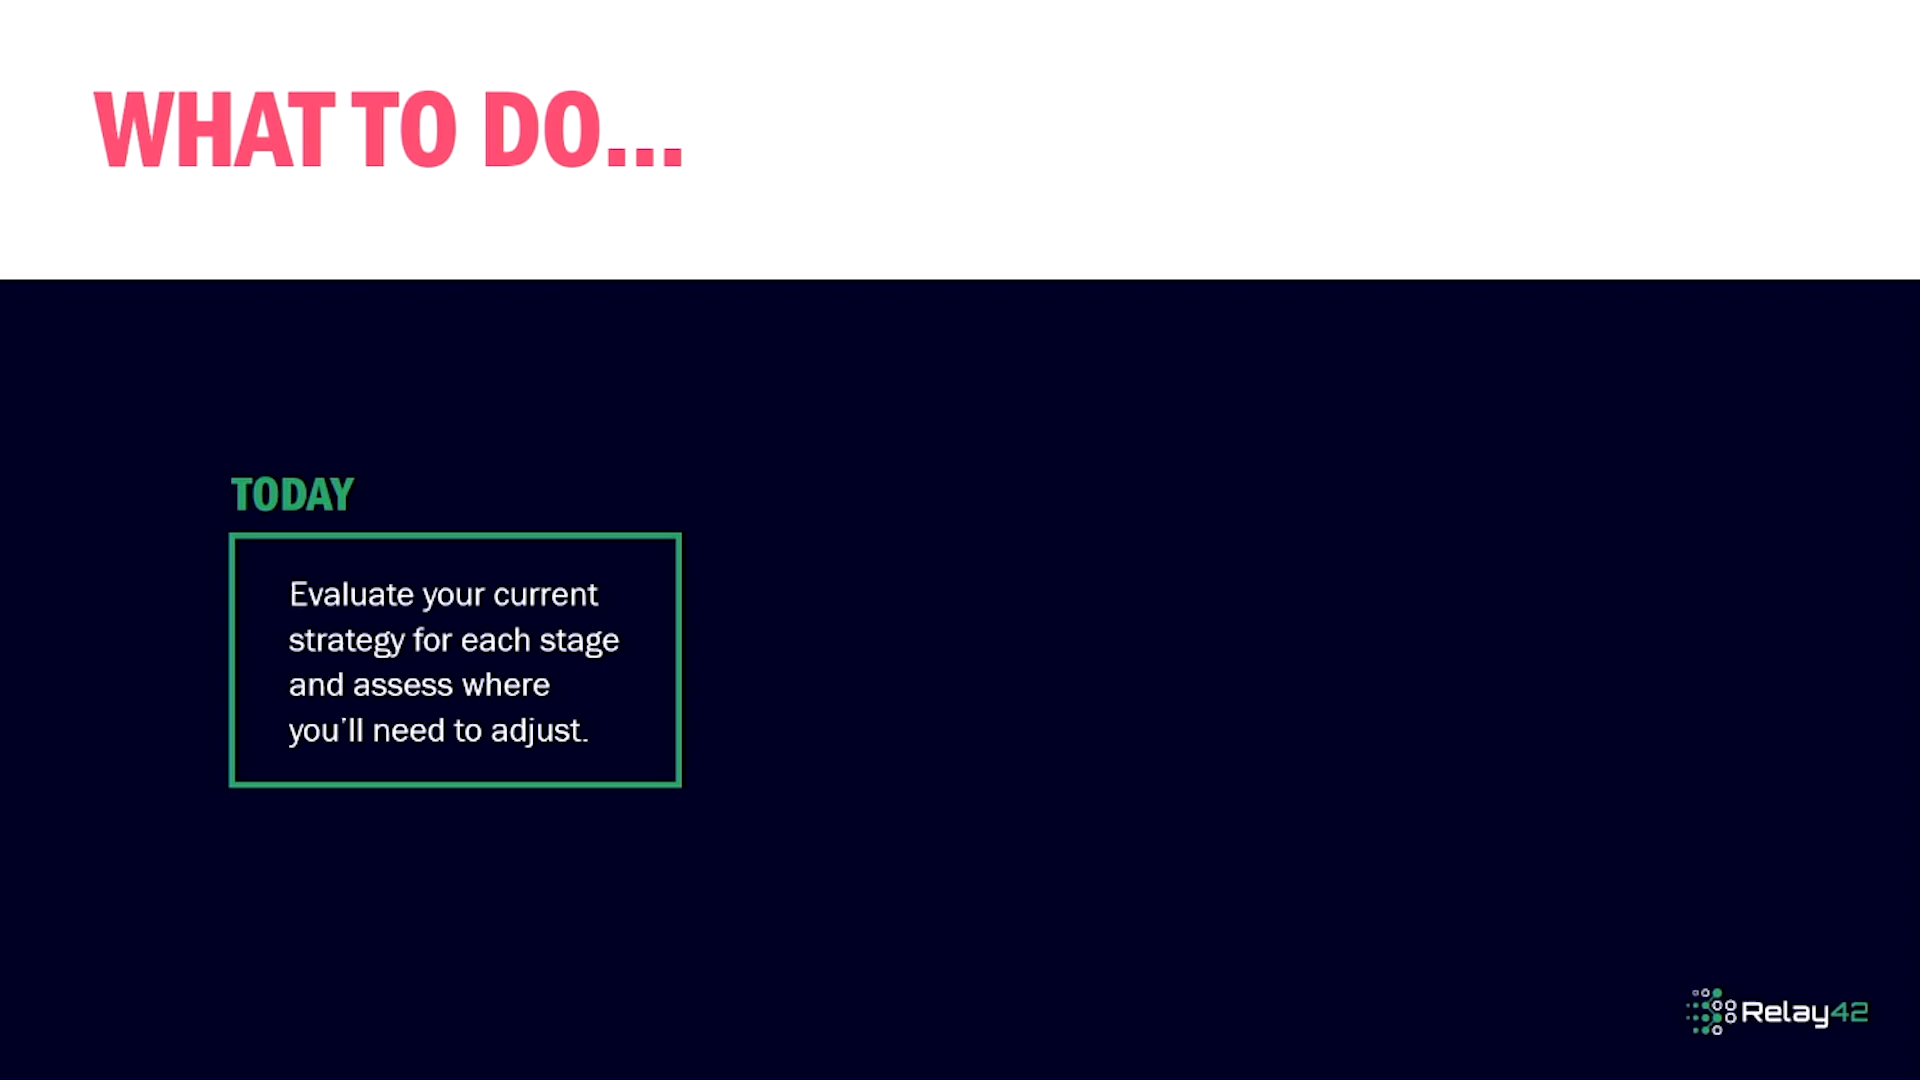 WHAT TO DO...
TODAY
Evaluate your current
strategy for each stage
and assess where
you'll need to adjust.
Relay42